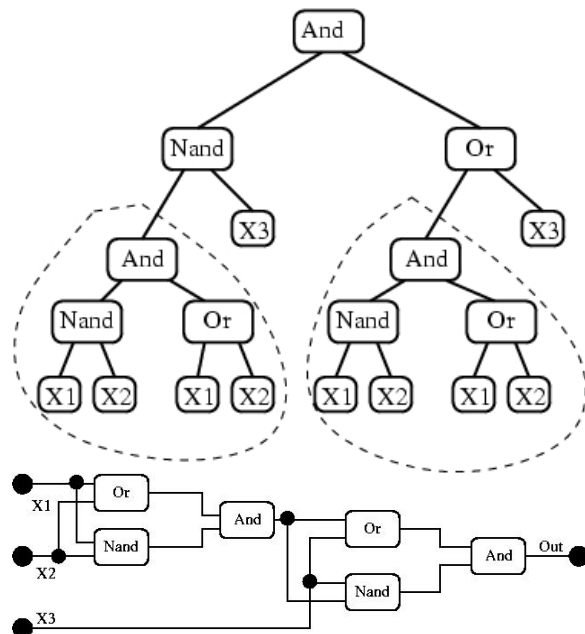 And
Nand Or
X3 X3
And And
Nand Or Nand Or
X1 X2 X1 X2 X1 X2 X1 X2
Or
X1
And Or
Nand And Out
X2
Nand
X3